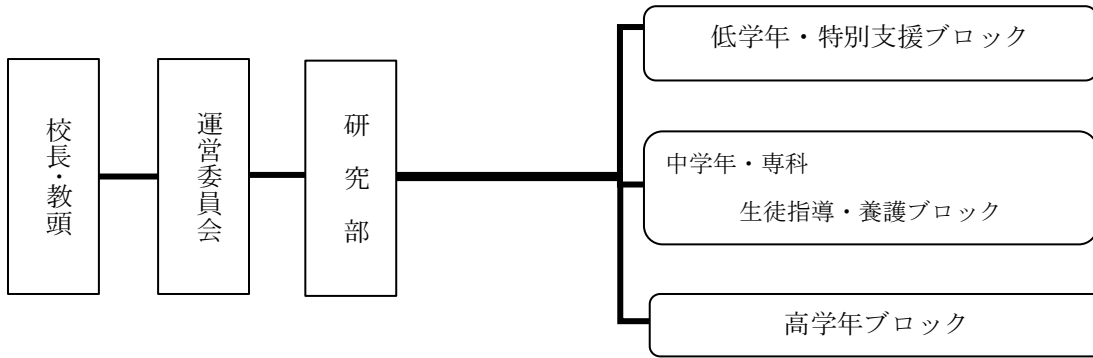 校長・教頭
運営委員会
研究部
低学年・特別支援ブロック
中学年・専科
生徒指導・養護ブロック
高学年ブロック